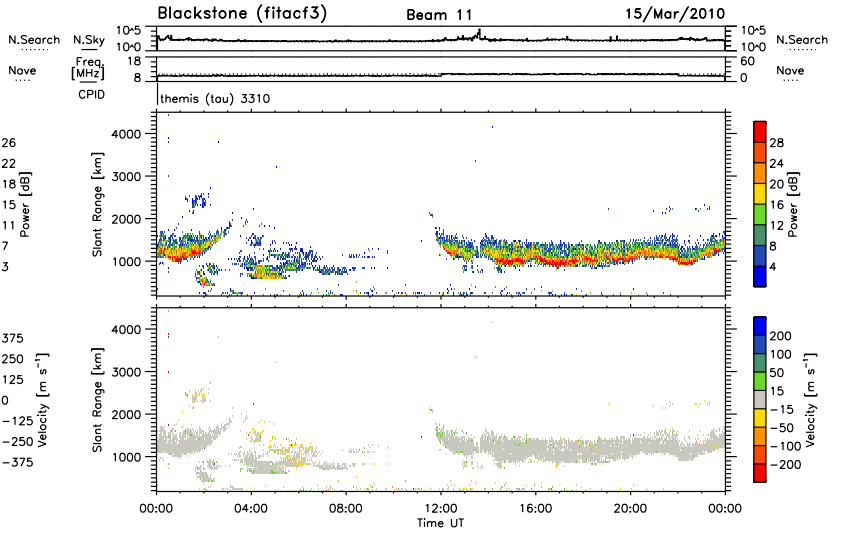 Blackstone (fitacf3) Beam 11 15/Mar/2010
N.Search N.Sky 10^5 10^5 N.Search
10^0 10^0
Nave Freq. [MHz] 18 60 Nave
8 0
CPID themis (tau) 3310
26 22 18 15 11 7 3
Power [dB]
Slant Range [km]
4000
3000
2000
1000
28
24
20
16
12
8
4
Power [dB]
375 250 125 0 −125 −250 −375
Velocity [m s⁻¹]
Slant Range [km]
4000
3000
2000
1000
200
100
50
15
−15
−50
−100
−200
Velocity [m s⁻¹]
00:00 04:00 08:00 12:00 16:00 20:00 00:00
Time UT